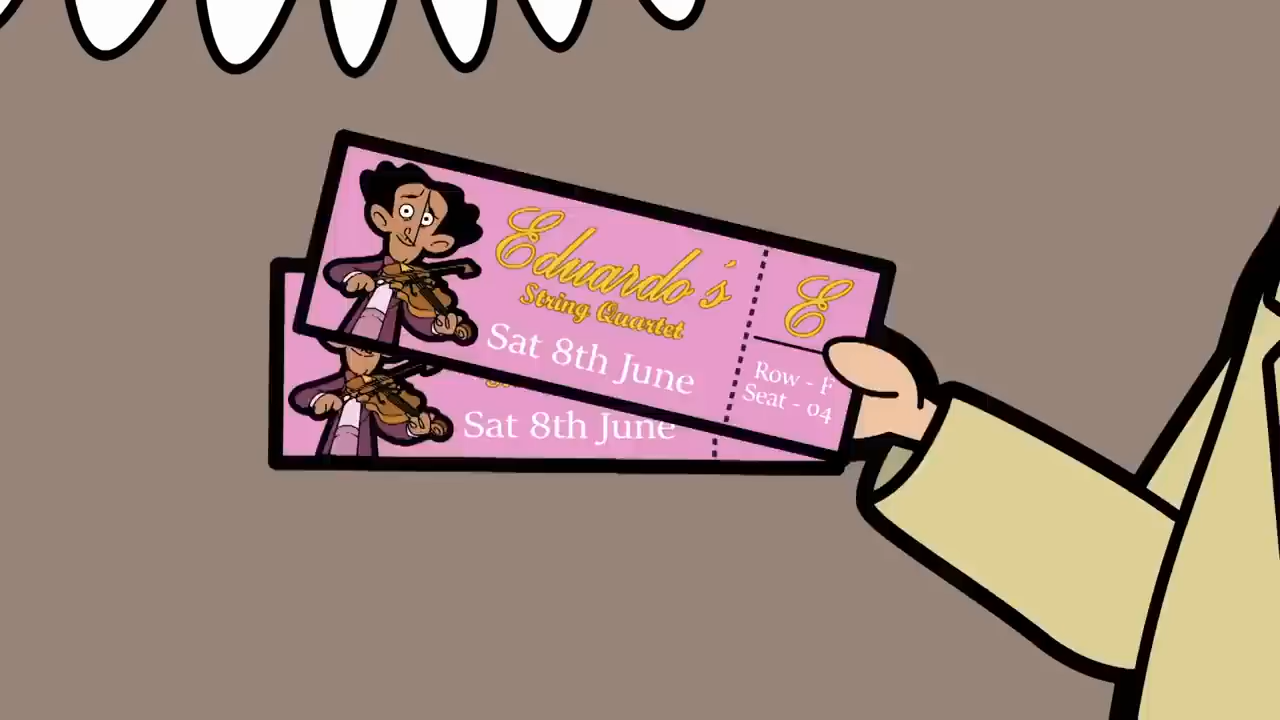 Eduardo's
String Quartet
Sat 8th June
E
Row - F
Seat - 04
Sat 8th June